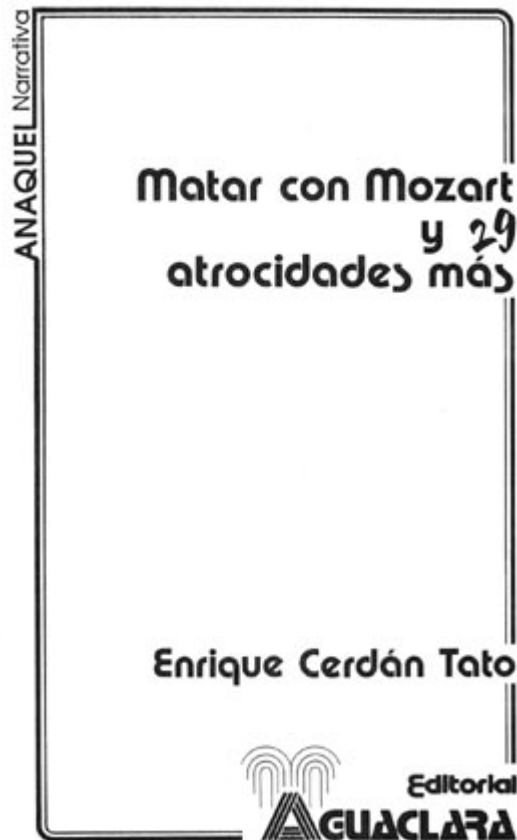 ANAQUEL Narrativa
Matar con Mozart
y 29
atrocidades más
Enrique Cerdán Tato
Editorial
AGUACLARA